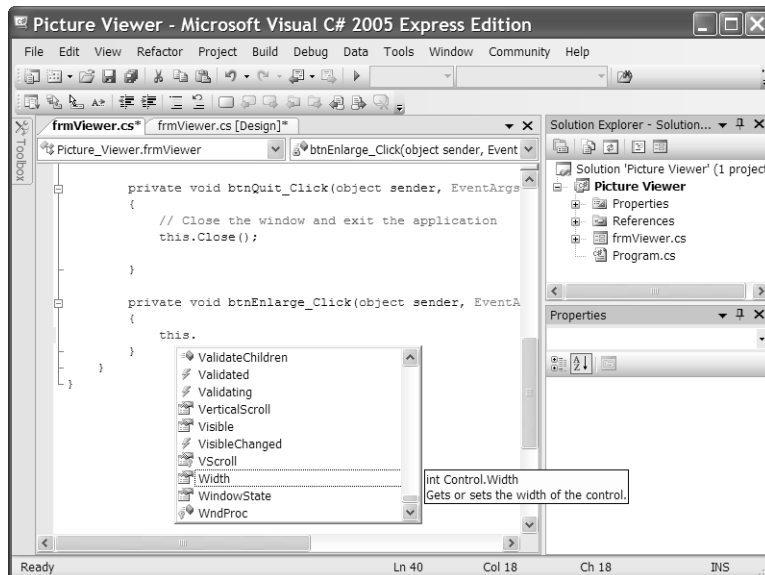 Picture Viewer - Microsoft Visual C# 2005 Express Edition
File Edit View Refactor Project Build Debug Data Tools Window Community Help
frmViewer.cs* frmViewer.cs [Design]*
Toolbox
Picture_Viewer.frmViewer
btnEnlarge_Click(object sender, Event
private void btnQuit_Click(object sender, EventArgs
{
// Close the window and exit the application
this.Close();
}
private void btnEnlarge_Click(object sender, EventA
{
this.
}
}
}
ValidateChildren
Validated
Validating
VerticalScroll
Visible
VisibleChanged
VScroll
Width
WindowState
WndProc
int Control.Width
Gets or sets the width of the control.
Solution Explorer - Solution...
Solution 'Picture Viewer' (1 project
Picture Viewer
Properties
References
frmViewer.cs
Program.cs
Properties
Ready Ln 40 Col 18 Ch 18 INS